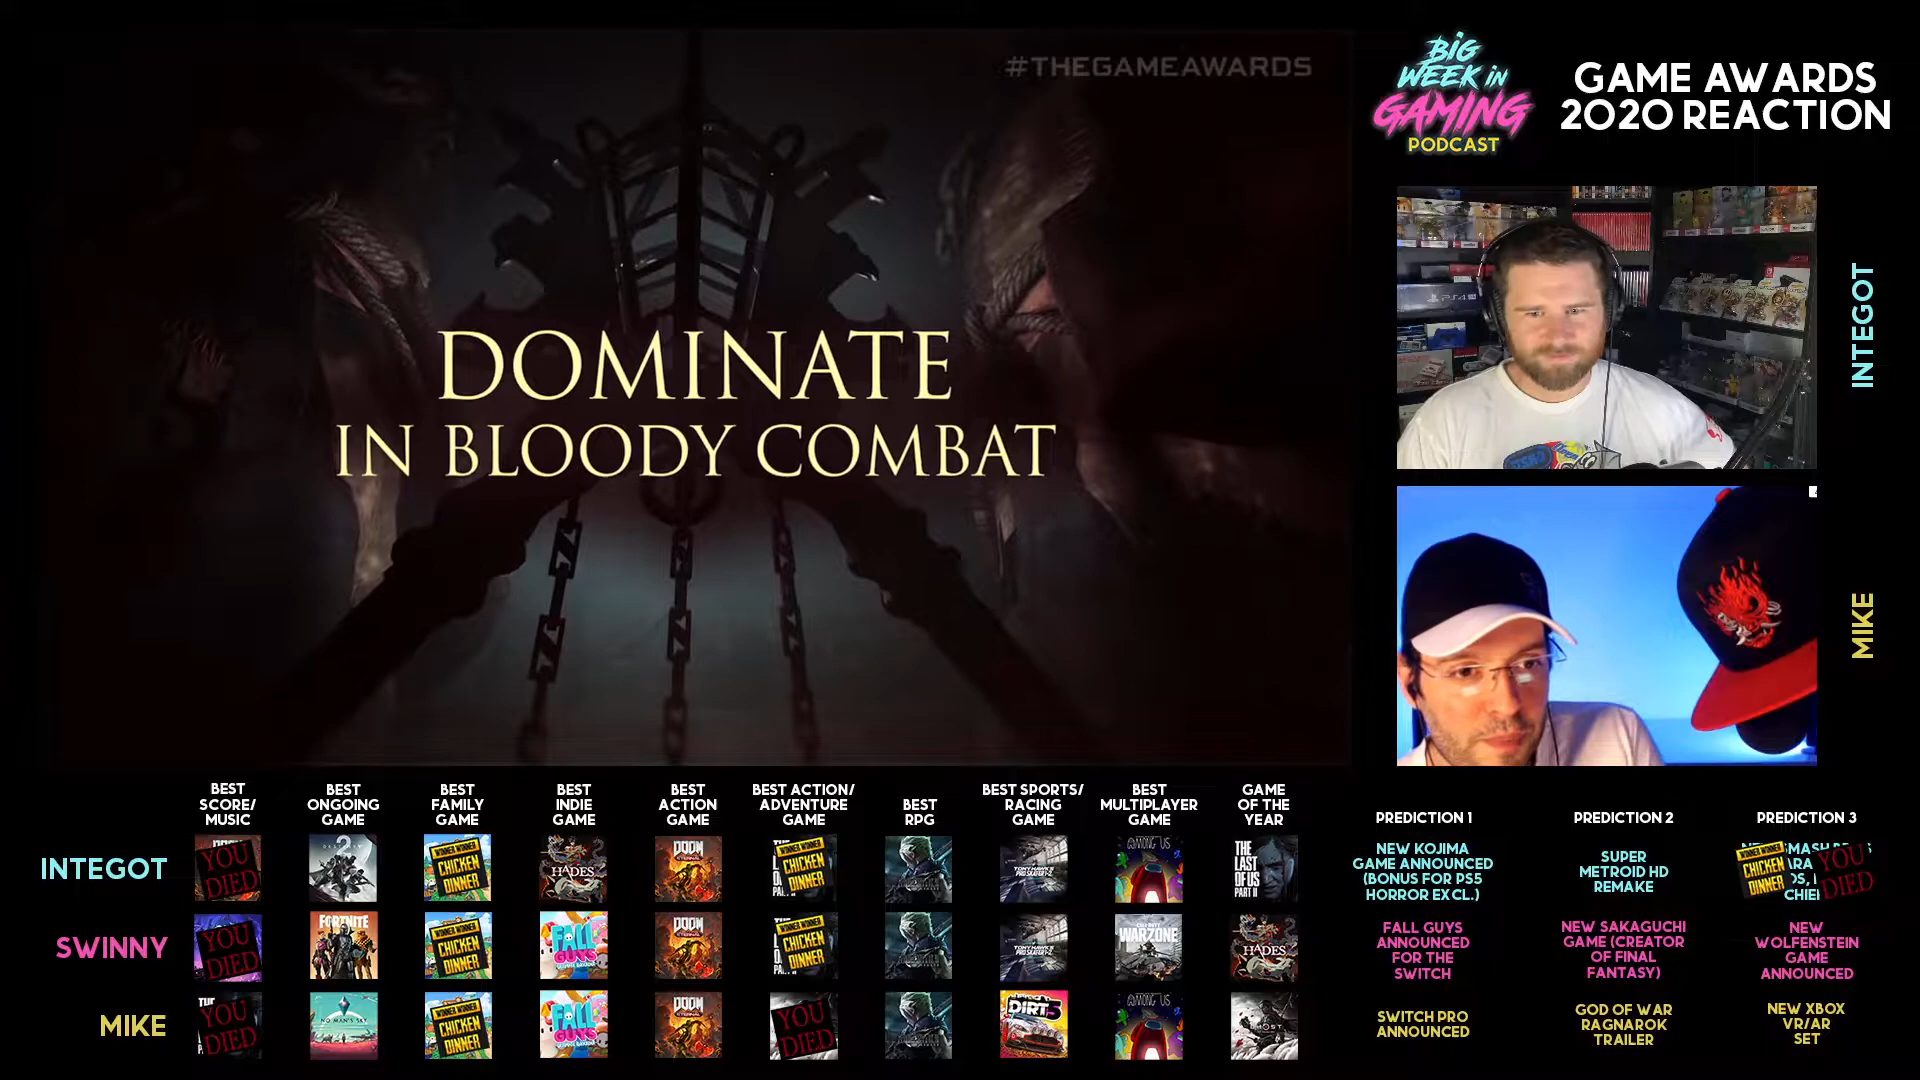 #THEGAMEAWARDS
BIG
WEEK IN
GAMING
PODCAST
GAME AWARDS
2020 REACTION
DOMINATE
IN BLOODY COMBAT
INTEGOT
MIKE
BEST SCORE/ MUSIC
BEST ONGOING GAME
BEST FAMILY GAME
BEST INDIE GAME
BEST ACTION GAME
BEST ACTION/ ADVENTURE GAME
BEST RPG
BEST SPORTS/ RACING GAME
BEST MULTIPLAYER GAME
GAME OF THE YEAR
PREDICTION 1
PREDICTION 2
PREDICTION 3
INTEGOT
YOU DIED
WINNER WINNER CHICKEN DINNER
HADES
DOOM
WINNER WINNER CHICKEN DINNER
AMONG US
THE LAST OF US PART II
NEW KOJIMA
GAME ANNOUNCED
(BONUS FOR PS5
HORROR EXCL.)
SUPER
METROID HD
REMAKE
WINNER WINNER CHICKEN DINNER
YOU DIED
SWINNY
YOU DIED
FORTNITE
WINNER WINNER CHICKEN DINNER
FALL GUYS
DOOM
WINNER WINNER CHICKEN DINNER
WARZONE
HADES
FALL GUYS
ANNOUNCED
FOR THE
SWITCH
NEW SAKAGUCHI
GAME (CREATOR
OF FINAL
FANTASY)
NEW
WOLFENSTEIN
GAME
ANNOUNCED
MIKE
YOU DIED
NO MAN'S SKY
WINNER WINNER CHICKEN DINNER
FALL GUYS
DOOM
YOU DIED
DIRT 5
AMONG US
GHOST
SWITCH PRO
ANNOUNCED
GOD OF WAR
RAGNAROK
TRAILER
NEW XBOX
VR/AR
SET